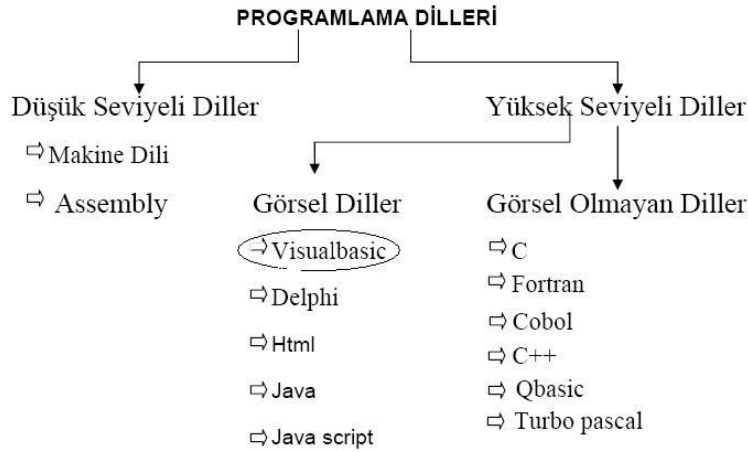 PROGRAMLAMA DİLLERİ
Düşük Seviyeli Diller
⇨ Makine Dili
⇨ Assembly
Yüksek Seviyeli Diller
Görsel Diller
⇨ Visualbasic
⇨ Delphi
⇨ Html
⇨ Java
⇨ Java script
Görsel Olmayan Diller
⇨ C
⇨ Fortran
⇨ Cobol
⇨ C++
⇨ Qbasic
⇨ Turbo pascal